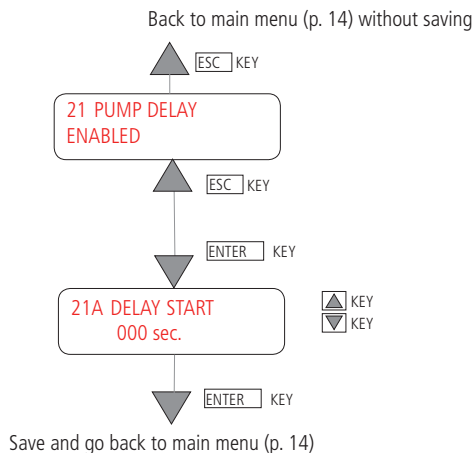 Back to main menu (p. 14) without saving
ESC KEY
21 PUMP DELAY
ENABLED
ESC KEY
ENTER KEY
21A DELAY START
000 sec.
KEY
KEY
ENTER KEY
Save and go back to main menu (p. 14)